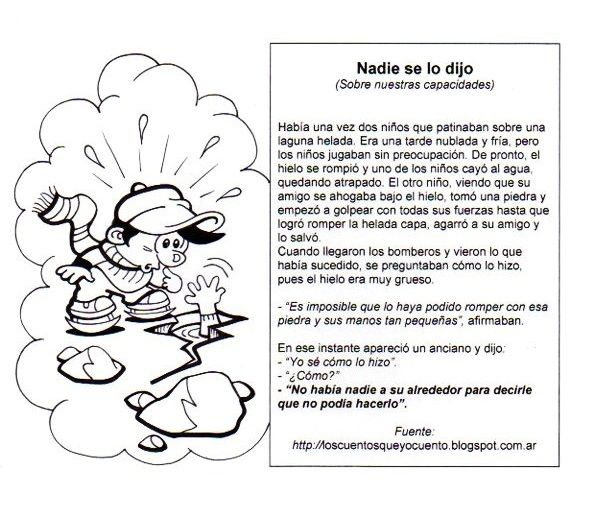 Nadie se lo dijo
(Sobre nuestras capacidades)
Había una vez dos niños que patinaban sobre una
laguna helada. Era una tarde nublada y fría, pero
los niños jugaban sin preocupación. De pronto, el
hielo se rompió y uno de los niños cayó al agua,
quedando atrapado. El otro niño, viendo que su
amigo se ahogaba bajo el hielo, tomó una piedra y
empezó a golpear con todas sus fuerzas hasta que
logró romper la helada capa, agarró a su amigo y
lo salvó.
Cuando llegaron los bomberos y vieron lo que
había sucedido, se preguntaban cómo lo hizo,
pues el hielo era muy grueso.
- “Es imposible que lo haya podido romper con esa
piedra y sus manos tan pequeñas”, afirmaban.
En ese instante apareció un anciano y dijo:
- “Yo sé cómo lo hizo”.
- “¿Cómo?”
- “No había nadie a su alrededor para decirle
que no podía hacerlo”.
Fuente:
http://loscuentosqueyocuento.blogspot.com.ar